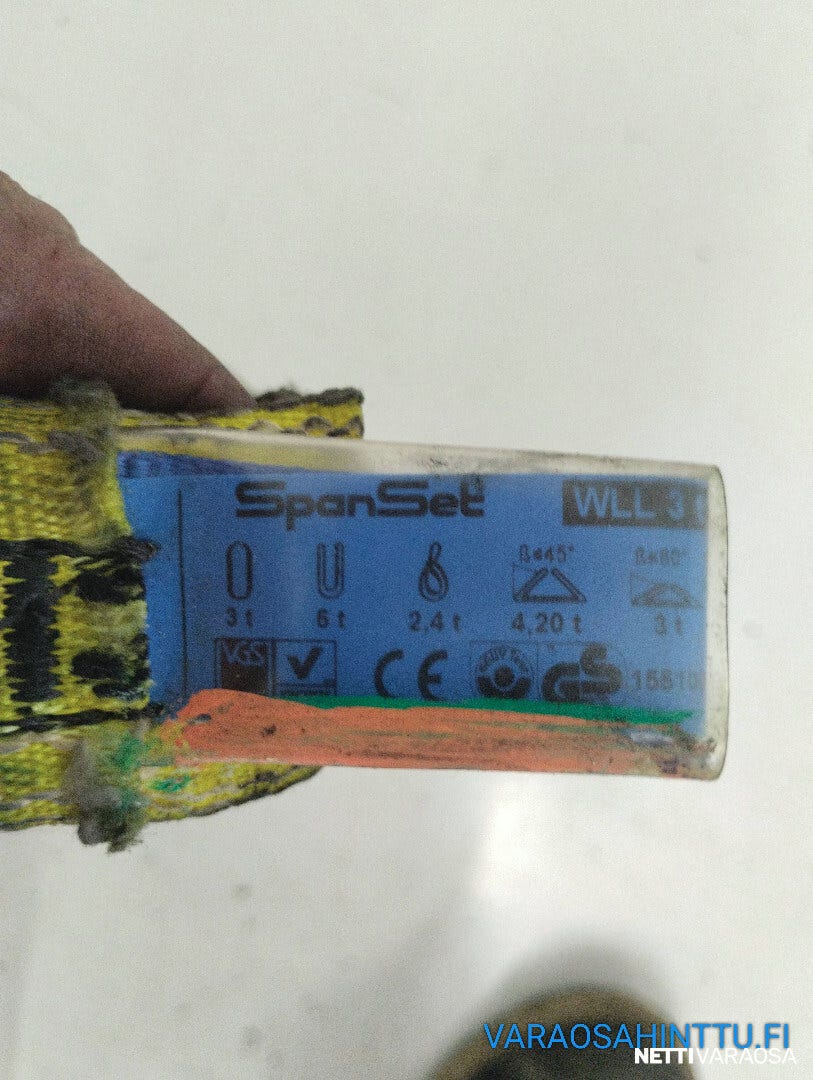 SpanSet
WLL 3 t
ß≤45° ß≤60°
3 t 6 t 2,4 t 4,20 t 3 t
VGS CE GS
VARAOSAHINTTU.FI
NETTIVARAOSA